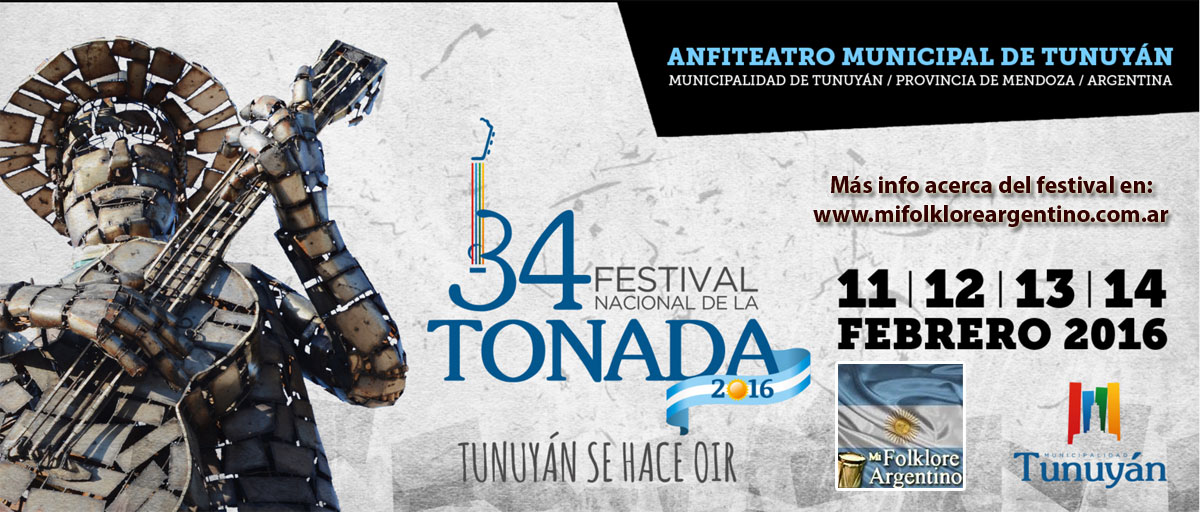 ANFITEATRO MUNICIPAL DE TUNUYÁN
MUNICIPALIDAD DE TUNUYÁN / PROVINCIA DE MENDOZA / ARGENTINA
Más info acerca del festival en:
www.mifolkloreargentino.com.ar
34 FESTIVAL
NACIONAL DE LA
TONADA
2016
TUNUYÁN SE HACE OIR
11 | 12 | 13 | 14
FEBRERO 2016
Mi Folklore
Argentino
MUNICIPALIDAD
Tunuyán